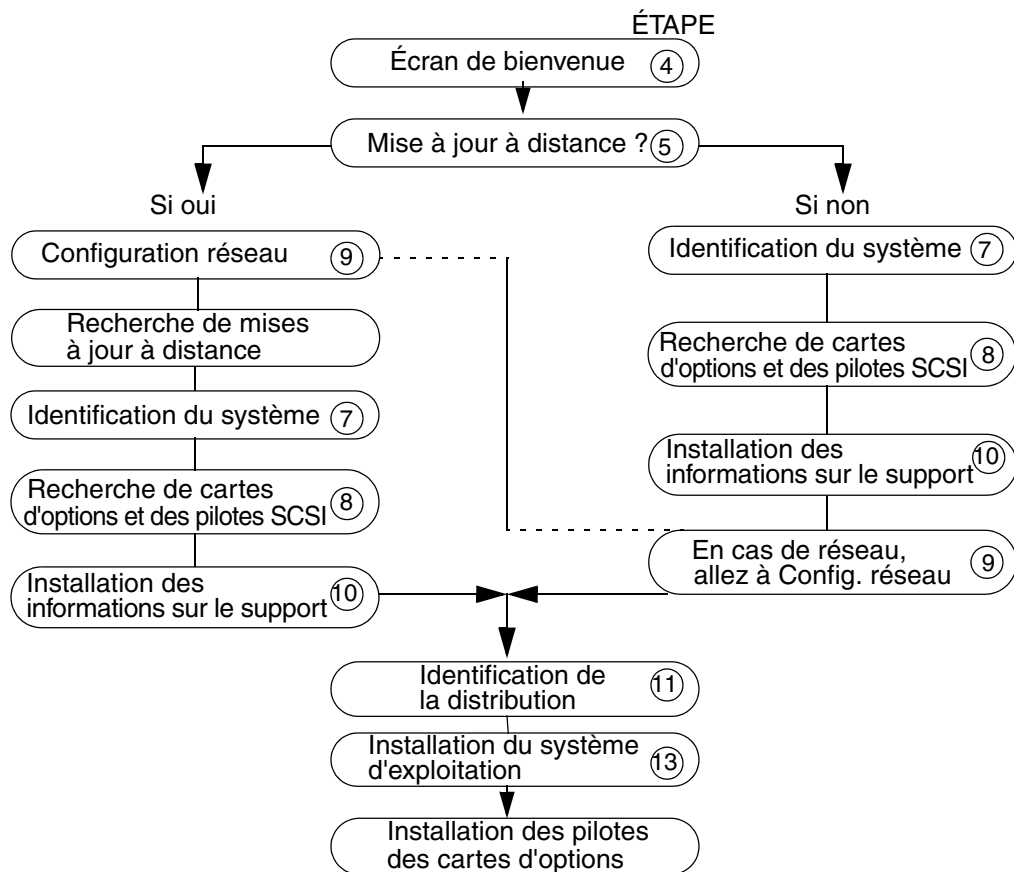 ÉTAPE
Écran de bienvenue 4
Mise à jour à distance ? 5
Si oui
Configuration réseau 9
Recherche de mises
à jour à distance
Identification du système 7
Recherche de cartes
d'options et des pilotes SCSI 8
Installation des
informations sur le support 10
Si non
Identification du système 7
Recherche de cartes
d'options et des pilotes SCSI 8
Installation des
informations sur le support 10
En cas de réseau,
allez à Config. réseau 9
Identification de
la distribution 11
Installation du système
d'exploitation 13
Installation des pilotes
des cartes d'options